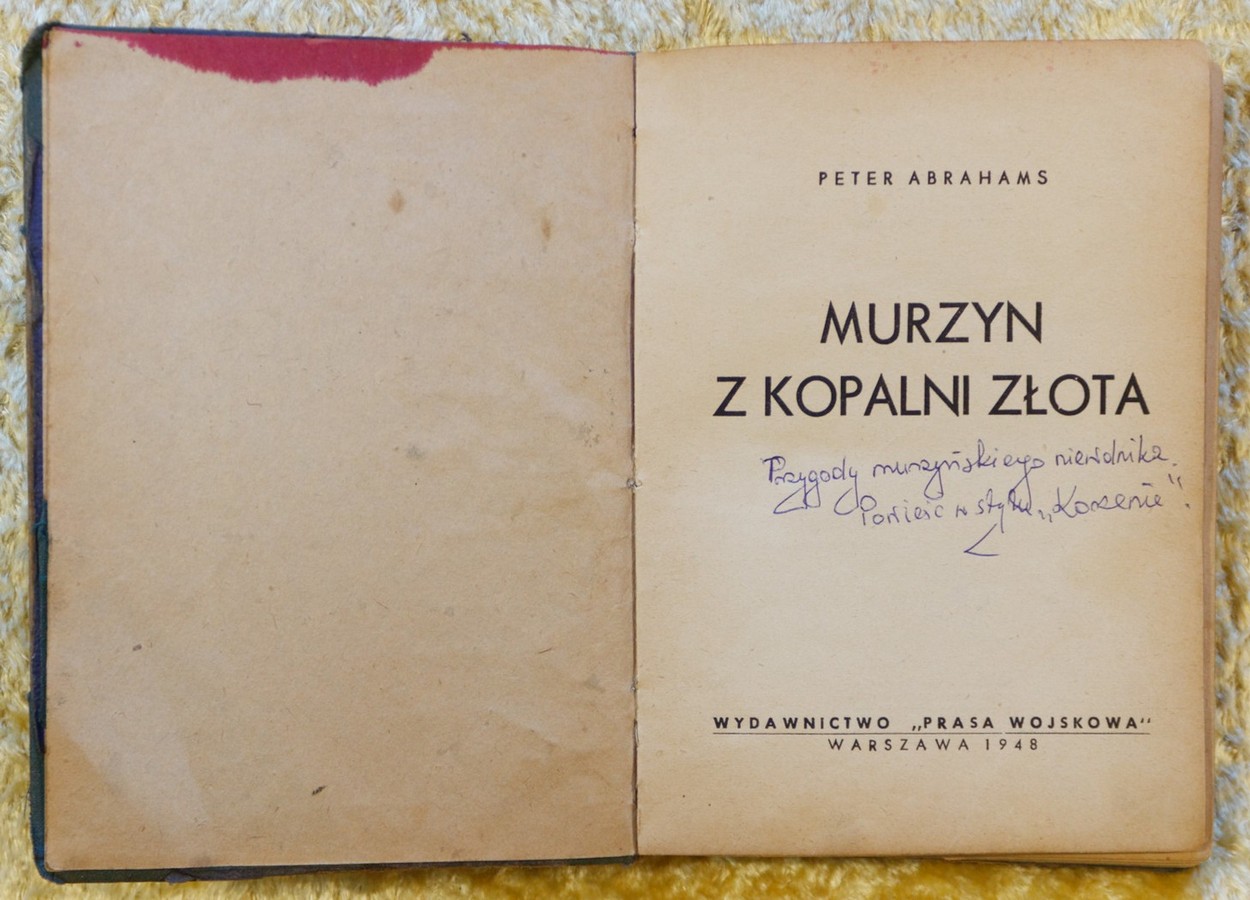 PETER ABRAHAMS
MURZYN
Z KOPALNI ZŁOTA
Przygody murzyńskiego niewolnika.
Powieść w stylu „Korzenie”.
WYDAWNICTWO „PRASA WOJSKOWA”
WARSZAWA 1948